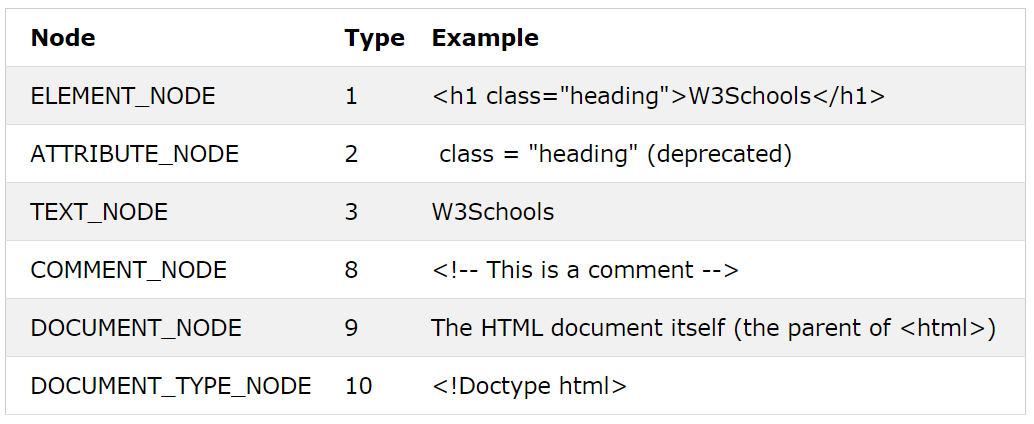 Node Type Example
ELEMENT_NODE 1 <h1 class="heading">W3Schools</h1>
ATTRIBUTE_NODE 2 class = "heading" (deprecated)
TEXT_NODE 3 W3Schools
COMMENT_NODE 8 <!-- This is a comment -->
DOCUMENT_NODE 9 The HTML document itself (the parent of <html>)
DOCUMENT_TYPE_NODE 10 <!Doctype html>